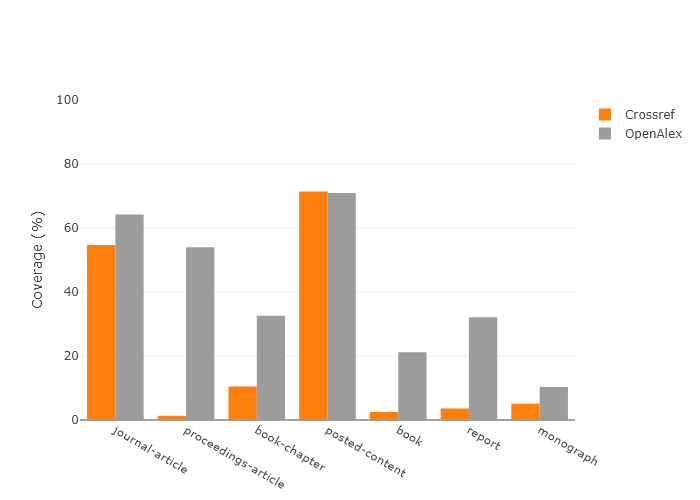 100
80
60
40
20
0
Coverage (%)
journal-article
proceedings-article
book-chapter
posted-content
book
report
monograph
Crossref
OpenAlex